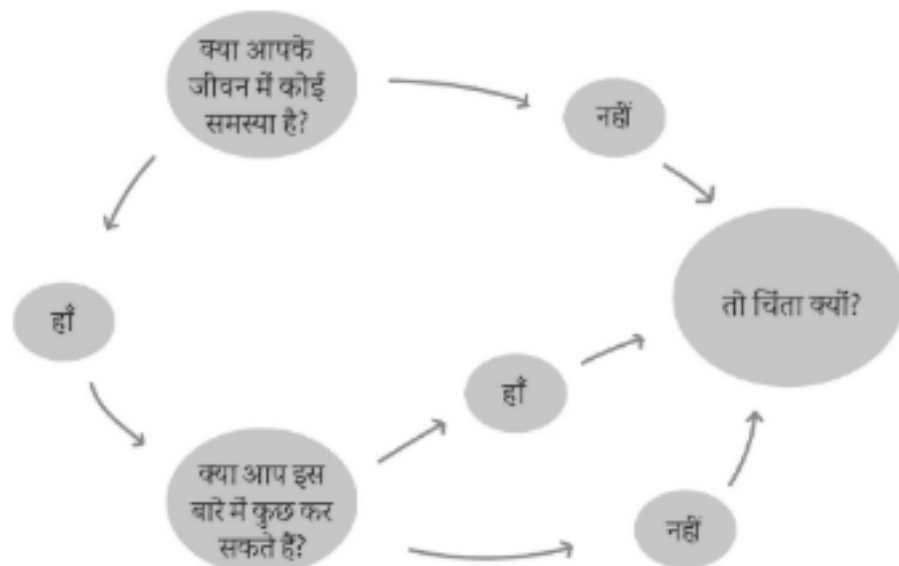 क्या आपके
जीवन में कोई
समस्या है?
नहीं
हाँ
तो चिंता क्यों?
हाँ
क्या आप इस
बारे में कुछ कर
सकते हैं?
नहीं